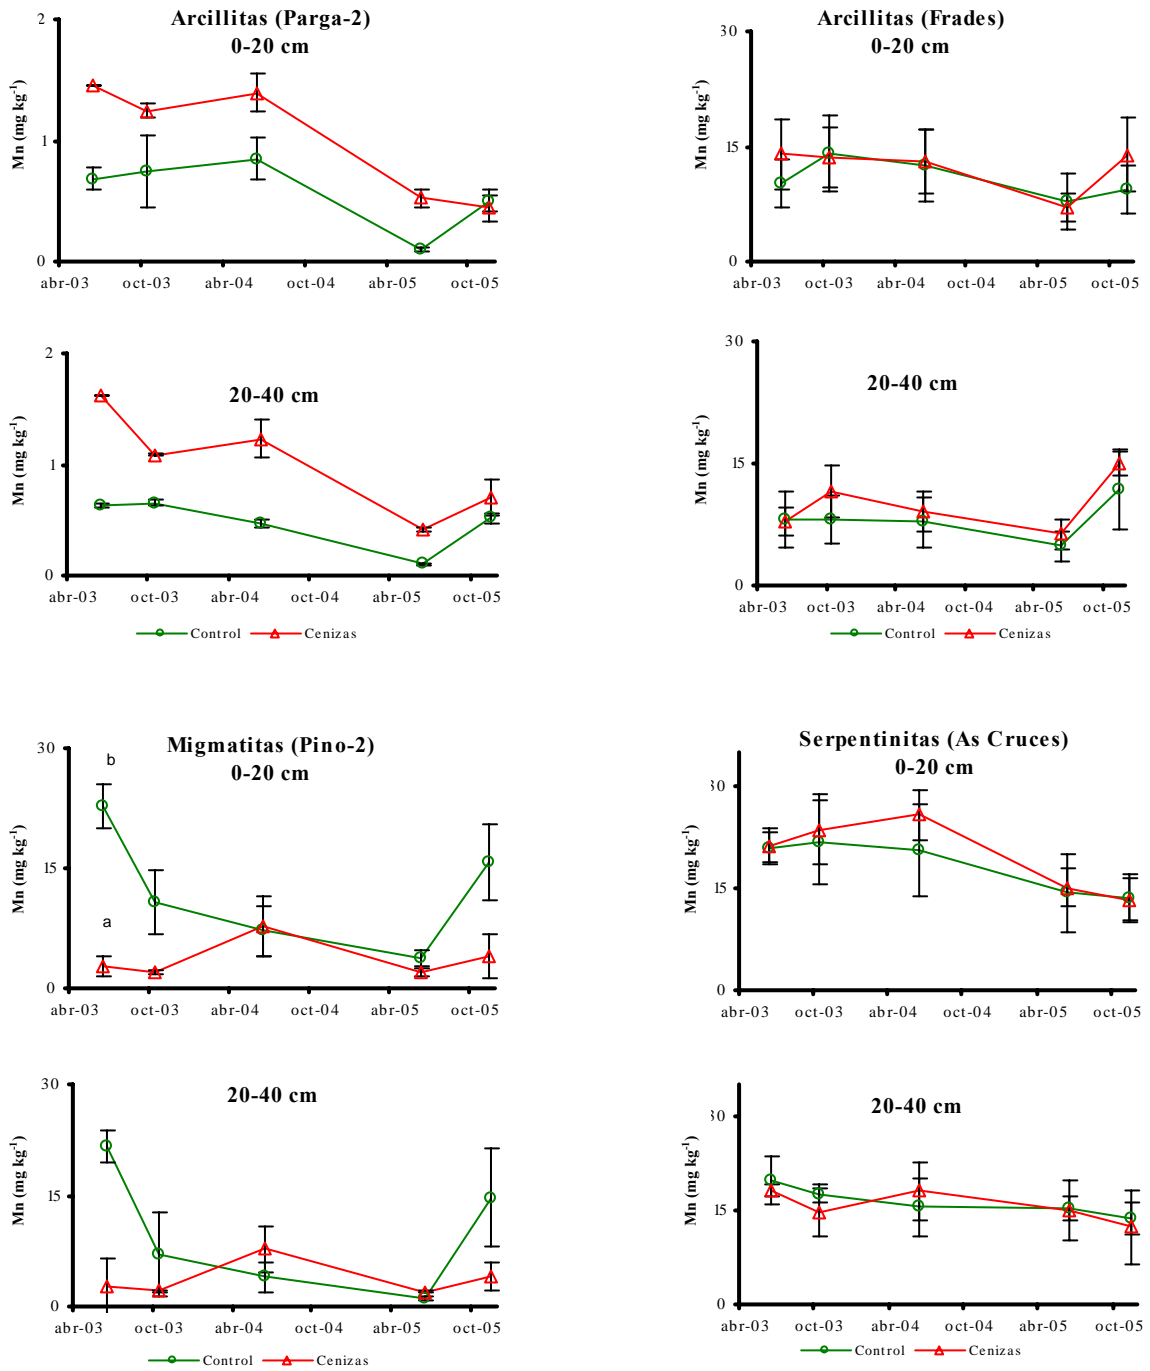 Arcillitas (Parga-2)
0-20 cm
2
1
0
Mn (mg kg-1)
abr-03 oct-03 abr-04 oct-04 abr-05 oct-05
20-40 cm
2
1
0
Mn (mg kg-1)
abr-03 oct-03 abr-04 oct-04 abr-05 oct-05
Control Cenizas
Arcillitas (Frades)
0-20 cm
30
15
0
Mn (mg kg-1)
abr-03 oct-03 abr-04 oct-04 abr-05 oct-05
20-40 cm
30
15
0
Mn (mg kg-1)
abr-03 oct-03 abr-04 oct-04 abr-05 oct-05
Control Cenizas
Migmatitas (Pino-2)
0-20 cm
30
15
0
b
a
Mn (mg kg-1)
abr-03 oct-03 abr-04 oct-04 abr-05 oct-05
20-40 cm
30
15
0
Mn (mg kg-1)
abr-03 oct-03 abr-04 oct-04 abr-05 oct-05
Control Cenizas
Serpentinitas (As Cruces)
0-20 cm
30
15
0
Mn (mg kg-1)
abr-03 oct-03 abr-04 oct-04 abr-05 oct-05
20-40 cm
30
15
0
Mn (mg kg-1)
abr-03 oct-03 abr-04 oct-04 abr-05 oct-05
Control Cenizas